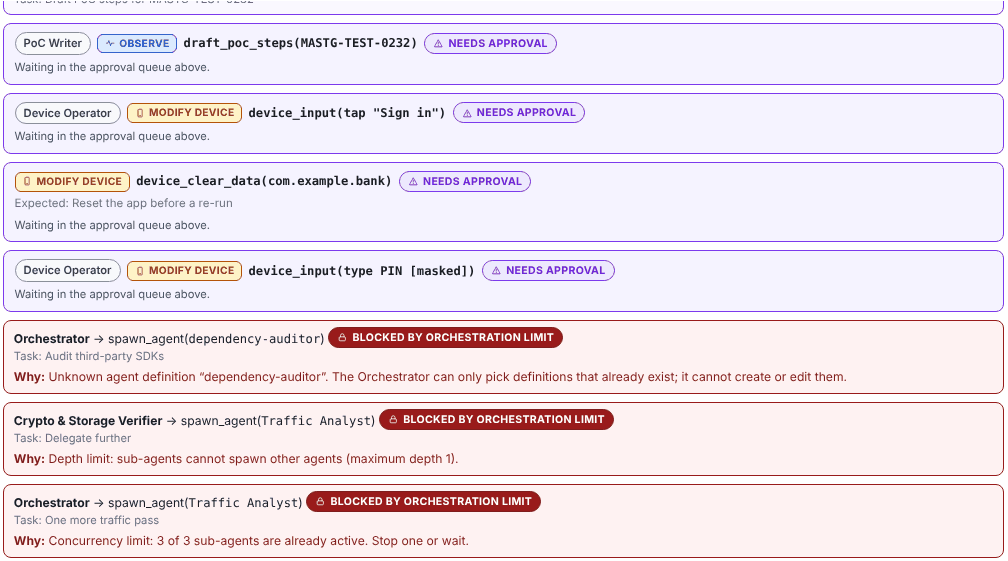 Task: Draft PoC steps for MASTG-TEST-0232
PoC Writer OBSERVE draft_poc_steps(MASTG-TEST-0232) NEEDS APPROVAL
Waiting in the approval queue above.
Device Operator MODIFY DEVICE device_input(tap "Sign in") NEEDS APPROVAL
Waiting in the approval queue above.
MODIFY DEVICE device_clear_data(com.example.bank) NEEDS APPROVAL
Expected: Reset the app before a re-run
Waiting in the approval queue above.
Device Operator MODIFY DEVICE device_input(type PIN [masked]) NEEDS APPROVAL
Waiting in the approval queue above.
Orchestrator → spawn_agent(dependency-auditor) BLOCKED BY ORCHESTRATION LIMIT
Task: Audit third-party SDKs
Why: Unknown agent definition “dependency-auditor”. The Orchestrator can only pick definitions that already exist; it cannot create or edit them.
Crypto & Storage Verifier → spawn_agent(Traffic Analyst) BLOCKED BY ORCHESTRATION LIMIT
Task: Delegate further
Why: Depth limit: sub-agents cannot spawn other agents (maximum depth 1).
Orchestrator → spawn_agent(Traffic Analyst) BLOCKED BY ORCHESTRATION LIMIT
Task: One more traffic pass
Why: Concurrency limit: 3 of 3 sub-agents are already active. Stop one or wait.